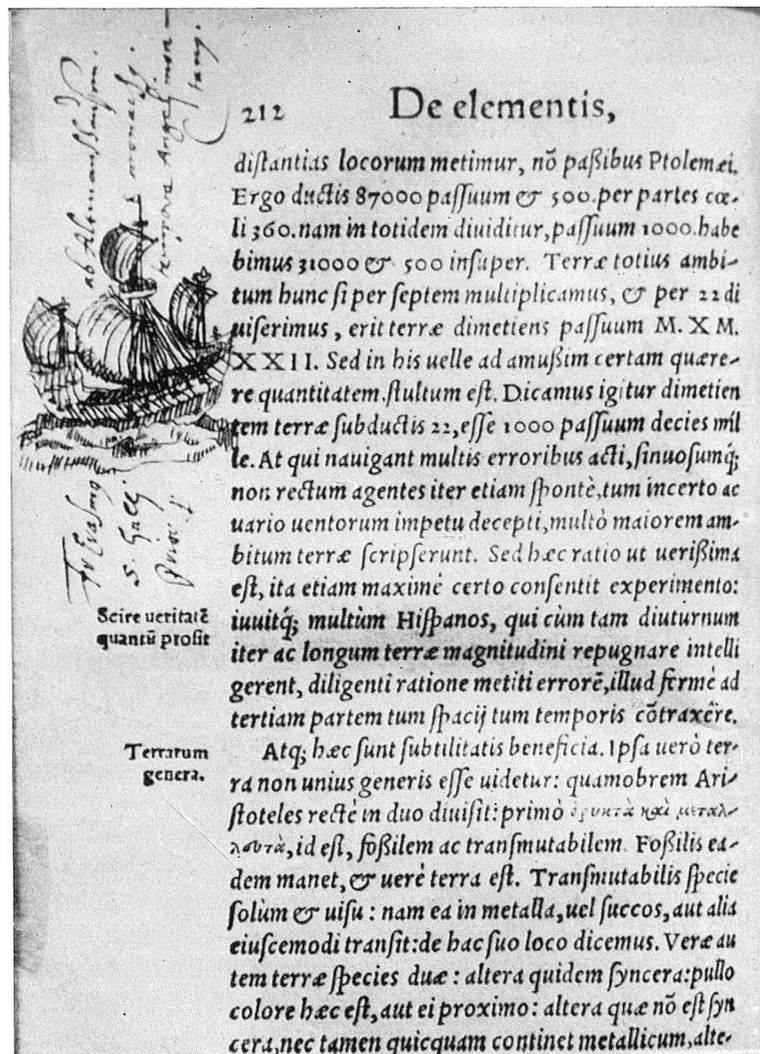 212
De elementis,
diſtantias locorum metimur, nõ paßibus Ptolemæi.
Ergo ductis 87000 paſſuum & 500. per partes cœ-
li 360. nam in totidem diuiditur, paſſuum 1000. habe
bimus 31000 & 500 inſuper. Terræ totius ambi-
tum hunc ſi per ſeptem multiplicamus, & per 22 di
uiſerimus, erit terræ dimetiens paſſuum M. X M.
X X I I. Sed in his uelle ad amußim certam quære-
re quantitatem. ſtultum eſt. Dicamus igitur dimetien
tem terræ ſubductis 22, eſſe 1000 paſſuum decies mil
le. At qui nauigant multis erroribus acti, ſinuoſumq́;
non rectum agentes iter etiam ſpontè, tum incerto ac
uario uentorum impetu decepti, multò maiorem am-
bitum terræ ſcripſerunt. Sed hæc ratio ut uerißima
eſt, ita etiam maximè certo conſentit experimento:
iuuitq́; multùm Hiſpanos, qui cùm tam diuturnum
iter ac longum terræ magnitudini repugnare intelli
gerent, diligenti ratione metiti errorẽ, illud fermè ad
tertiam partem tum ſpacij tum temporis cõtraxêre.
Scire ueritatẽ
quantũ proſit
Atq; hæc ſunt ſubtilitatis beneficia. Ipſa uerò ter-
ra non unius generis eſſe uidetur: quamobrem Ari-
ſtoteles rectè in duo diuiſit: primò
id eſt, foßilem ac tranſmutabilem. Foßilis ea-
dem manet, & uerè terra eſt. Tranſmutabilis ſpecie
ſolùm & uiſu: nam ea in metalla, uel ſuccos, aut alia
eiuſcemodi tranſit: de hac ſuo loco dicemus. Veræ au
tem terræ ſpecies duæ: altera quidem ſyncera: pullo
colore hæc eſt, aut ei proximo: altera quæ nõ eſt ſyn
cera, nec tamen quicquam continet metallicum, alte-
Terrarum
genera.